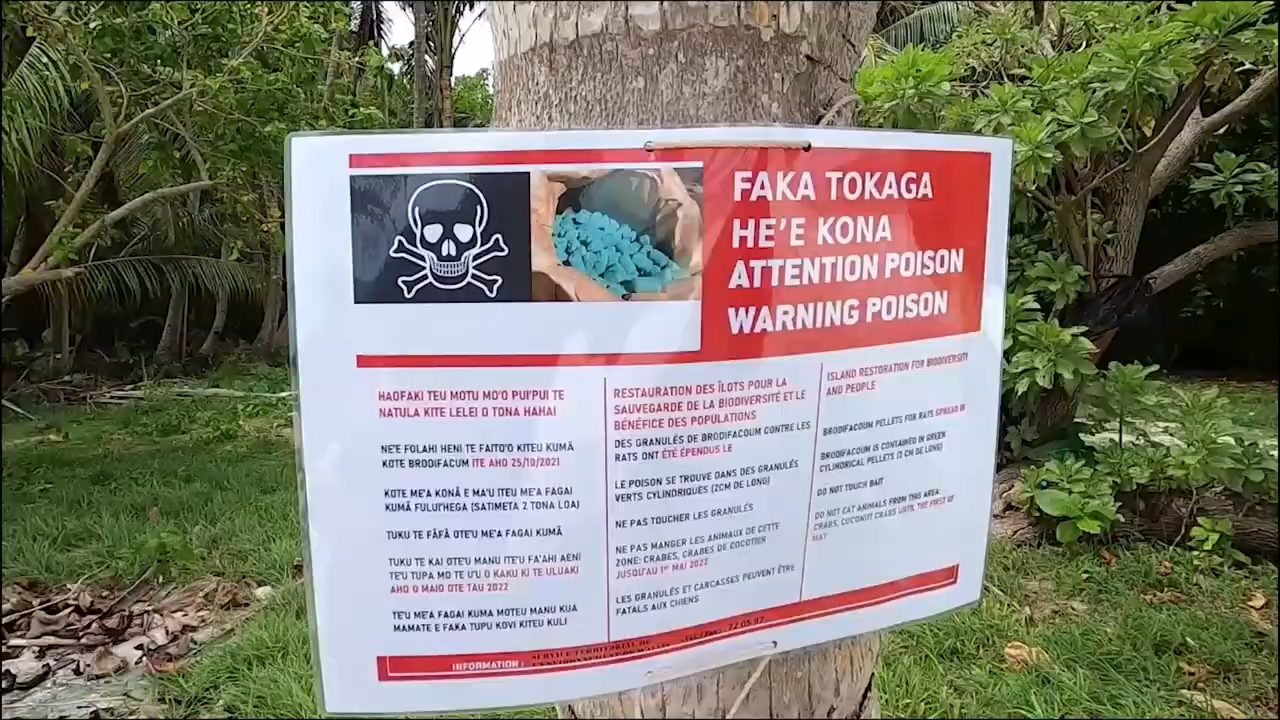 FAKA TOKAGA
HE'E KONA
ATTENTION POISON
WARNING POISON
HAOFAKI TEU MOTU MO'O PUI'PUI TE
NATULA KITE LELEI O TONA HAHAI
NE'E FOLAHI HENI TE FAITO'O KITEU KUMĀ
KOTE BRODIFACUM ITE AHO 25/10/2021
KOTE ME'A KONĀ E MA'U ITEU ME'A FAGAI
KUMĀ FULU'HEGA (SATIMETA 2 TONA LOA)
TUKU TE FĀFĀ OTE'U ME'A FAGAI KUMĀ
TUKU TE KAI OTE'U MANU ITE'U FA'AHI AENI
TE'U TUPA MO TE U'U O KAKU KI TE ULUAKI
AHO O MAIO OTE TAU 2022
TE'U ME'A FAGAI KUMA MOTEU MANU KUA
MAMATE E FAKA TUPU KOVI KITEU KULI
RESTAURATION DES ÎLOTS POUR LA
SAUVEGARDE DE LA BIODIVERSITÉ ET LE
BÉNÉFICE DES POPULATIONS
DES GRANULÉS DE BRODIFACOUM CONTRE LES
RATS ONT ÉTÉ ÉPENDUS LE
LE POISON SE TROUVE DANS DES GRANULÉS
VERTS CYLINDRIQUES (2CM DE LONG)
NE PAS TOUCHER LES GRANULÉS
NE PAS MANGER LES ANIMAUX DE CETTE
ZONE: CRABES, CRABES DE COCOTIER
JUSQU'AU 1ᵉʳ MAI 2022
LES GRANULÉS ET CARCASSES PEUVENT ÊTRE
FATALS AUX CHIENS
ISLAND RESTORATION FOR BIODIVERSITY
AND PEOPLE
BRODIFACOUM PELLETS FOR RATS SPREAD IN
BRODIFACOUM IS CONTAINED IN GREEN
CYLINDRICAL PELLETS (2 CM DE LONG)
DO NOT TOUCH BAIT
DO NOT EAT ANIMALS FROM THIS AREA:
CRABS, COCONUT CRABS UNTIL THE FIRST OF
MAY
INFORMATION : SERVICE TERRITORIAL DE
L'ENVIRONNEMENT DE